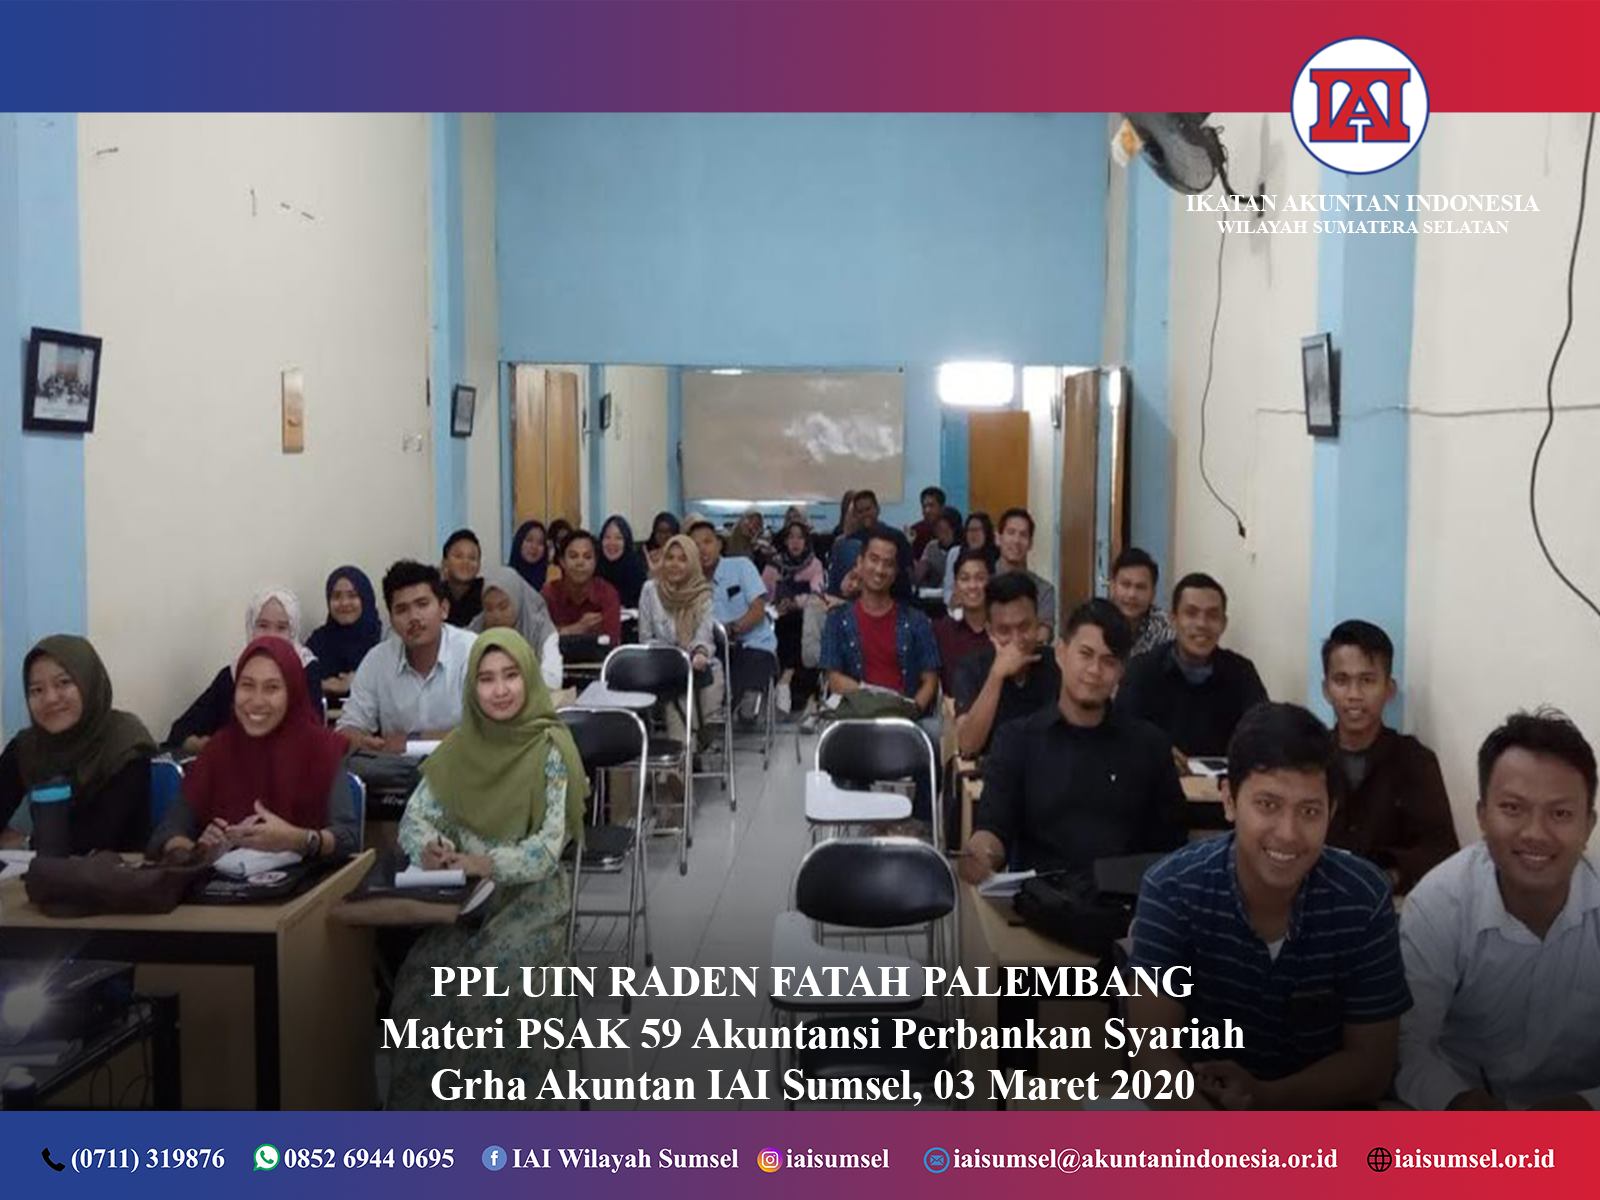 IAI
IKATAN AKUNTAN INDONESIA
WILAYAH SUMATERA SELATAN
PPL UIN RADEN FATAH PALEMBANG
Materi PSAK 59 Akuntansi Perbankan Syariah
Grha Akuntan IAI Sumsel, 03 Maret 2020
(0711) 319876 0852 6944 0695 IAI Wilayah Sumsel iaisumsel iaisumsel@akuntanindonesia.or.id iaisumsel.or.id